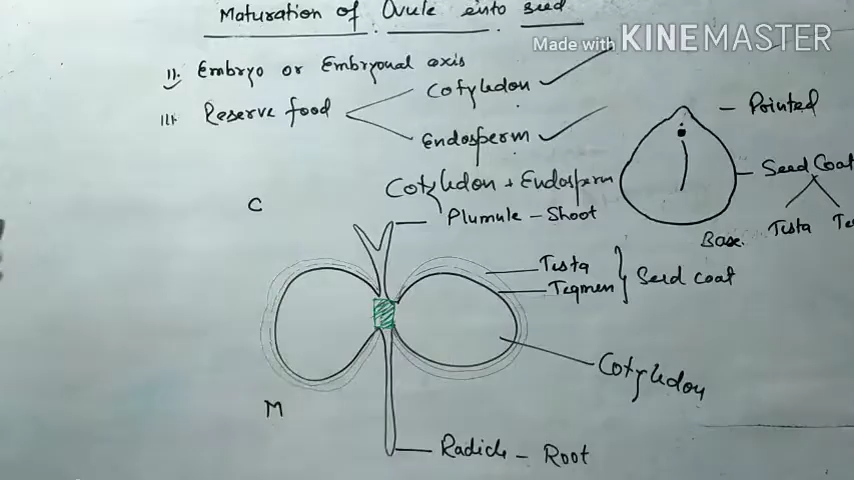 Maturation of Ovule into seed
Made with KINEMASTER
II). Embryo or Embryonal axis
III). Reserve food
Cotyledon
Endosperm
Cotyledon + Endosperm
Pointed
Seed Coat
Testa Te
Base.
C
Plumule - Shoot
Testa
Tegmen
Seed coat
Cotyledon
M
Radicle - Root